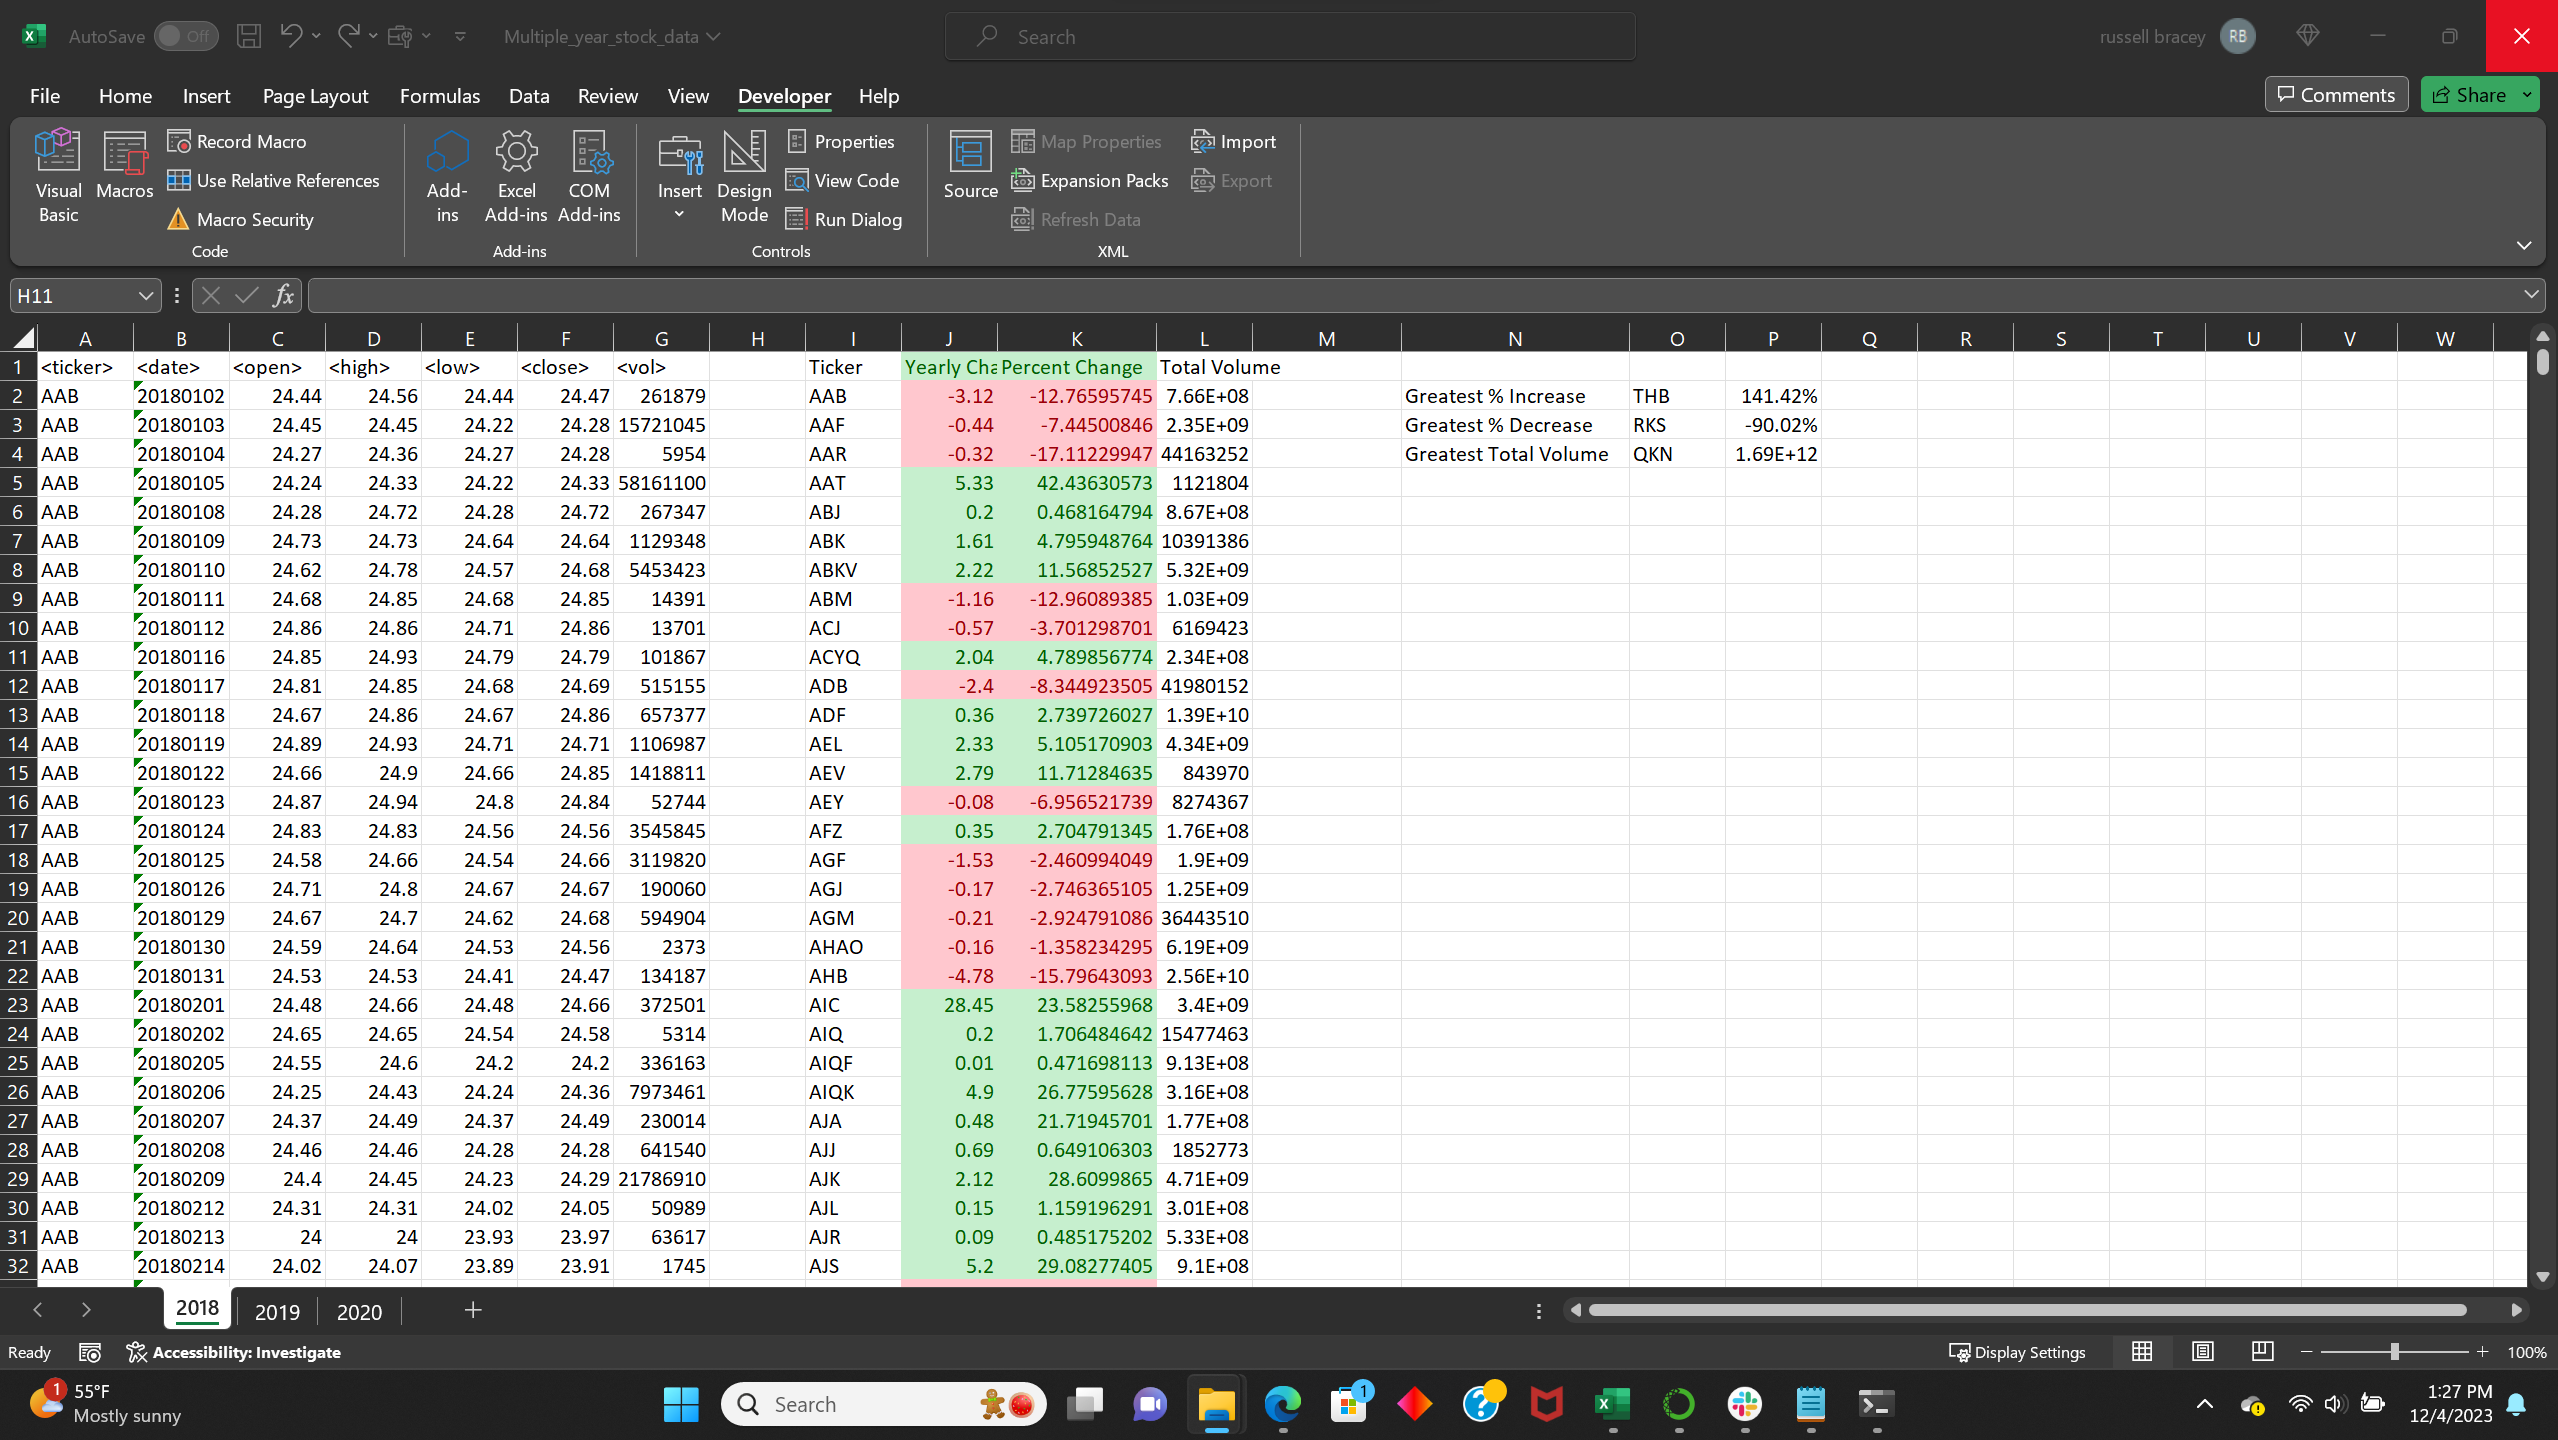 AutoSave Off Multiple_year_stock_data Search russell bracey RB
File Home Insert Page Layout Formulas Data Review View Developer Help Comments Share
Visual Basic Macros Record Macro Use Relative References Macro Security Code
Add-ins Excel Add-ins COM Add-ins Add-ins
Insert Design Mode Properties View Code Run Dialog Controls
Source Map Properties Expansion Packs Refresh Data Import Export XML
H11 fx
A B C D E F G H I J K L M N O P Q R S T U V W
1 <ticker> <date> <open> <high> <low> <close> <vol> Ticker Yearly Cha Percent Change Total Volume
2 AAB 20180102 24.44 24.56 24.44 24.47 261879 AAB -3.12 -12.76595745 7.66E+08 Greatest % Increase THB 141.42%
3 AAB 20180103 24.45 24.45 24.22 24.28 15721045 AAF -0.44 -7.44500846 2.35E+09 Greatest % Decrease RKS -90.02%
4 AAB 20180104 24.27 24.36 24.27 24.28 5954 AAR -0.32 -17.11229947 44163252 Greatest Total Volume QKN 1.69E+12
5 AAB 20180105 24.24 24.33 24.22 24.33 58161100 AAT 5.33 42.43630573 1121804
6 AAB 20180108 24.28 24.72 24.28 24.72 267347 ABJ 0.2 0.468164794 8.67E+08
7 AAB 20180109 24.73 24.73 24.64 24.64 1129348 ABK 1.61 4.795948764 10391386
8 AAB 20180110 24.62 24.78 24.57 24.68 5453423 ABKV 2.22 11.56852527 5.32E+09
9 AAB 20180111 24.68 24.85 24.68 24.85 14391 ABM -1.16 -12.96089385 1.03E+09
10 AAB 20180112 24.86 24.86 24.71 24.86 13701 ACJ -0.57 -3.701298701 6169423
11 AAB 20180116 24.85 24.93 24.79 24.79 101867 ACYQ 2.04 4.789856774 2.34E+08
12 AAB 20180117 24.81 24.85 24.68 24.69 515155 ADB -2.4 -8.344923505 41980152
13 AAB 20180118 24.67 24.86 24.67 24.86 657377 ADF 0.36 2.739726027 1.39E+10
14 AAB 20180119 24.89 24.93 24.71 24.71 1106987 AEL 2.33 5.105170903 4.34E+09
15 AAB 20180122 24.66 24.9 24.66 24.85 1418811 AEV 2.79 11.71284635 843970
16 AAB 20180123 24.87 24.94 24.8 24.84 52744 AEY -0.08 -6.956521739 8274367
17 AAB 20180124 24.83 24.83 24.56 24.56 3545845 AFZ 0.35 2.704791345 1.76E+08
18 AAB 20180125 24.58 24.66 24.54 24.66 3119820 AGF -1.53 -2.460994049 1.9E+09
19 AAB 20180126 24.71 24.8 24.67 24.67 190060 AGJ -0.17 -2.746365105 1.25E+09
20 AAB 20180129 24.67 24.7 24.62 24.68 594904 AGM -0.21 -2.924791086 36443510
21 AAB 20180130 24.59 24.64 24.53 24.56 2373 AHAO -0.16 -1.358234295 6.19E+09
22 AAB 20180131 24.53 24.53 24.41 24.47 134187 AHB -4.78 -15.79643093 2.56E+10
23 AAB 20180201 24.48 24.66 24.48 24.66 372501 AIC 28.45 23.58255968 3.4E+09
24 AAB 20180202 24.65 24.65 24.54 24.58 5314 AIQ 0.2 1.706484642 15477463
25 AAB 20180205 24.55 24.6 24.2 24.2 336163 AIQF 0.01 0.471698113 9.13E+08
26 AAB 20180206 24.25 24.43 24.24 24.36 7973461 AIQK 4.9 26.77595628 3.16E+08
27 AAB 20180207 24.37 24.49 24.37 24.49 230014 AJA 0.48 21.71945701 1.77E+08
28 AAB 20180208 24.46 24.46 24.28 24.28 641540 AJJ 0.69 0.649106303 1852773
29 AAB 20180209 24.4 24.45 24.23 24.29 21786910 AJK 2.12 28.6099865 4.71E+09
30 AAB 20180212 24.31 24.31 24.02 24.05 50989 AJL 0.15 1.159196291 3.01E+08
31 AAB 20180213 24 24 23.93 23.97 63617 AJR 0.09 0.485175202 5.33E+08
32 AAB 20180214 24.02 24.07 23.89 23.91 1745 AJS 5.2 29.08277405 9.1E+08
2018 2019 2020
Ready Accessibility: Investigate Display Settings 100%
1 55°F Mostly sunny Search 1 1:27 PM 12/4/2023